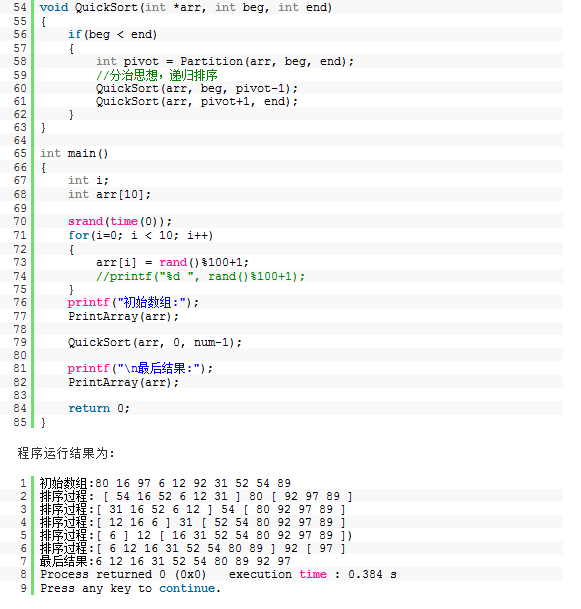 54 void QuickSort(int *arr, int beg, int end)
55 {
56     if(beg < end)
57     {
58         int pivot = Partition(arr, beg, end);
59         //分治思想，递归排序
60         QuickSort(arr, beg, pivot-1);
61         QuickSort(arr, pivot+1, end);
62     }
63 }
64
65 int main()
66 {
67     int i;
68     int arr[10];
69
70     srand(time(0));
71     for(i=0; i < 10; i++)
72     {
73         arr[i] = rand()%100+1;
74         //printf("%d ", rand()%100+1);
75     }
76     printf("初始数组:");
77     PrintArray(arr);
78
79     QuickSort(arr, 0, num-1);
80
81     printf("\n最后结果:");
82     PrintArray(arr);
83
84     return 0;
85 }
程序运行结果为：
1 初始数组:80 16 97 6 12 92 31 52 54 89
2 排序过程: [ 54 16 52 6 12 31 ] 80 [ 92 97 89 ]
3 排序过程:[ 31 16 52 6 12 ] 54 [ 80 92 97 89 ]
4 排序过程:[ 12 16 6 ] 31 [ 52 54 80 92 97 89 ]
5 排序过程:[ 6 ] 12 [ 16 31 52 54 80 92 97 89 ])
6 排序过程:[ 6 12 16 31 52 54 80 89 ] 92 [ 97 ]
7 最后结果:6 12 16 31 52 54 80 89 92 97
8 Process returned 0 (0x0)   execution time : 0.384 s
9 Press any key to continue.